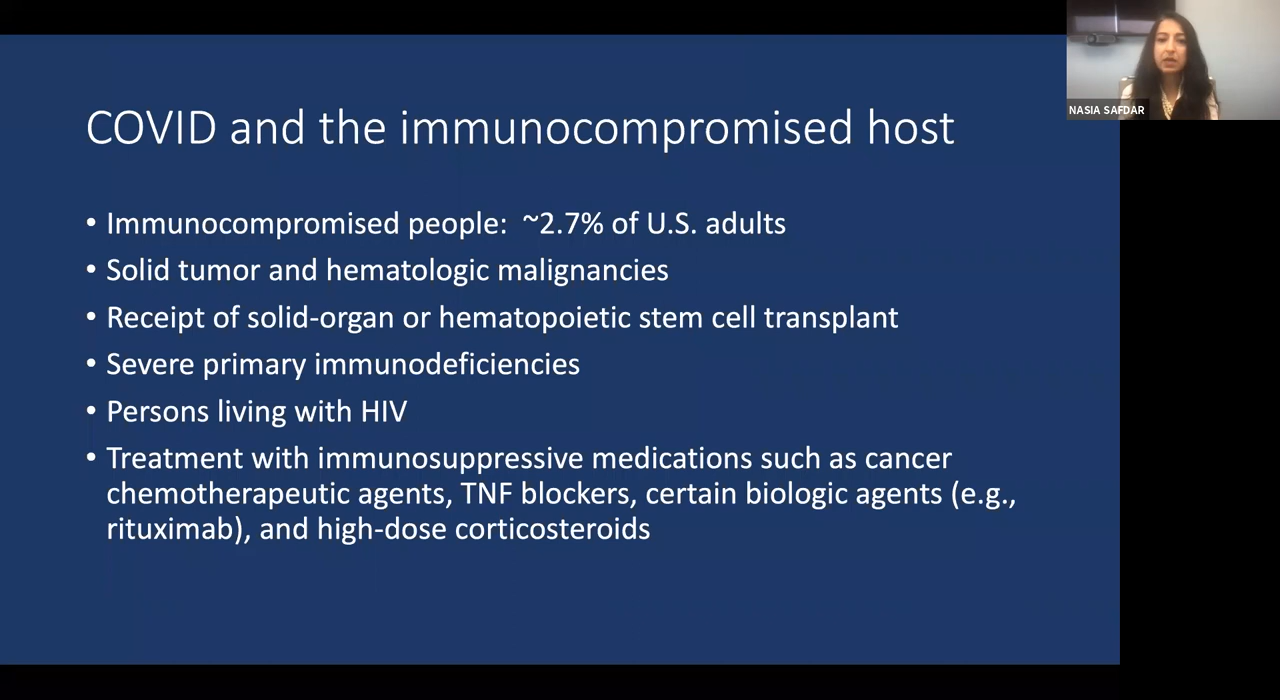 COVID and the immunocompromised host
• Immunocompromised people:  ~2.7% of U.S. adults
• Solid tumor and hematologic malignancies
• Receipt of solid-organ or hematopoietic stem cell transplant
• Severe primary immunodeficiencies
• Persons living with HIV
• Treatment with immunosuppressive medications such as cancer
chemotherapeutic agents, TNF blockers, certain biologic agents (e.g.,
rituximab), and high-dose corticosteroids
NASIA SAFDAR